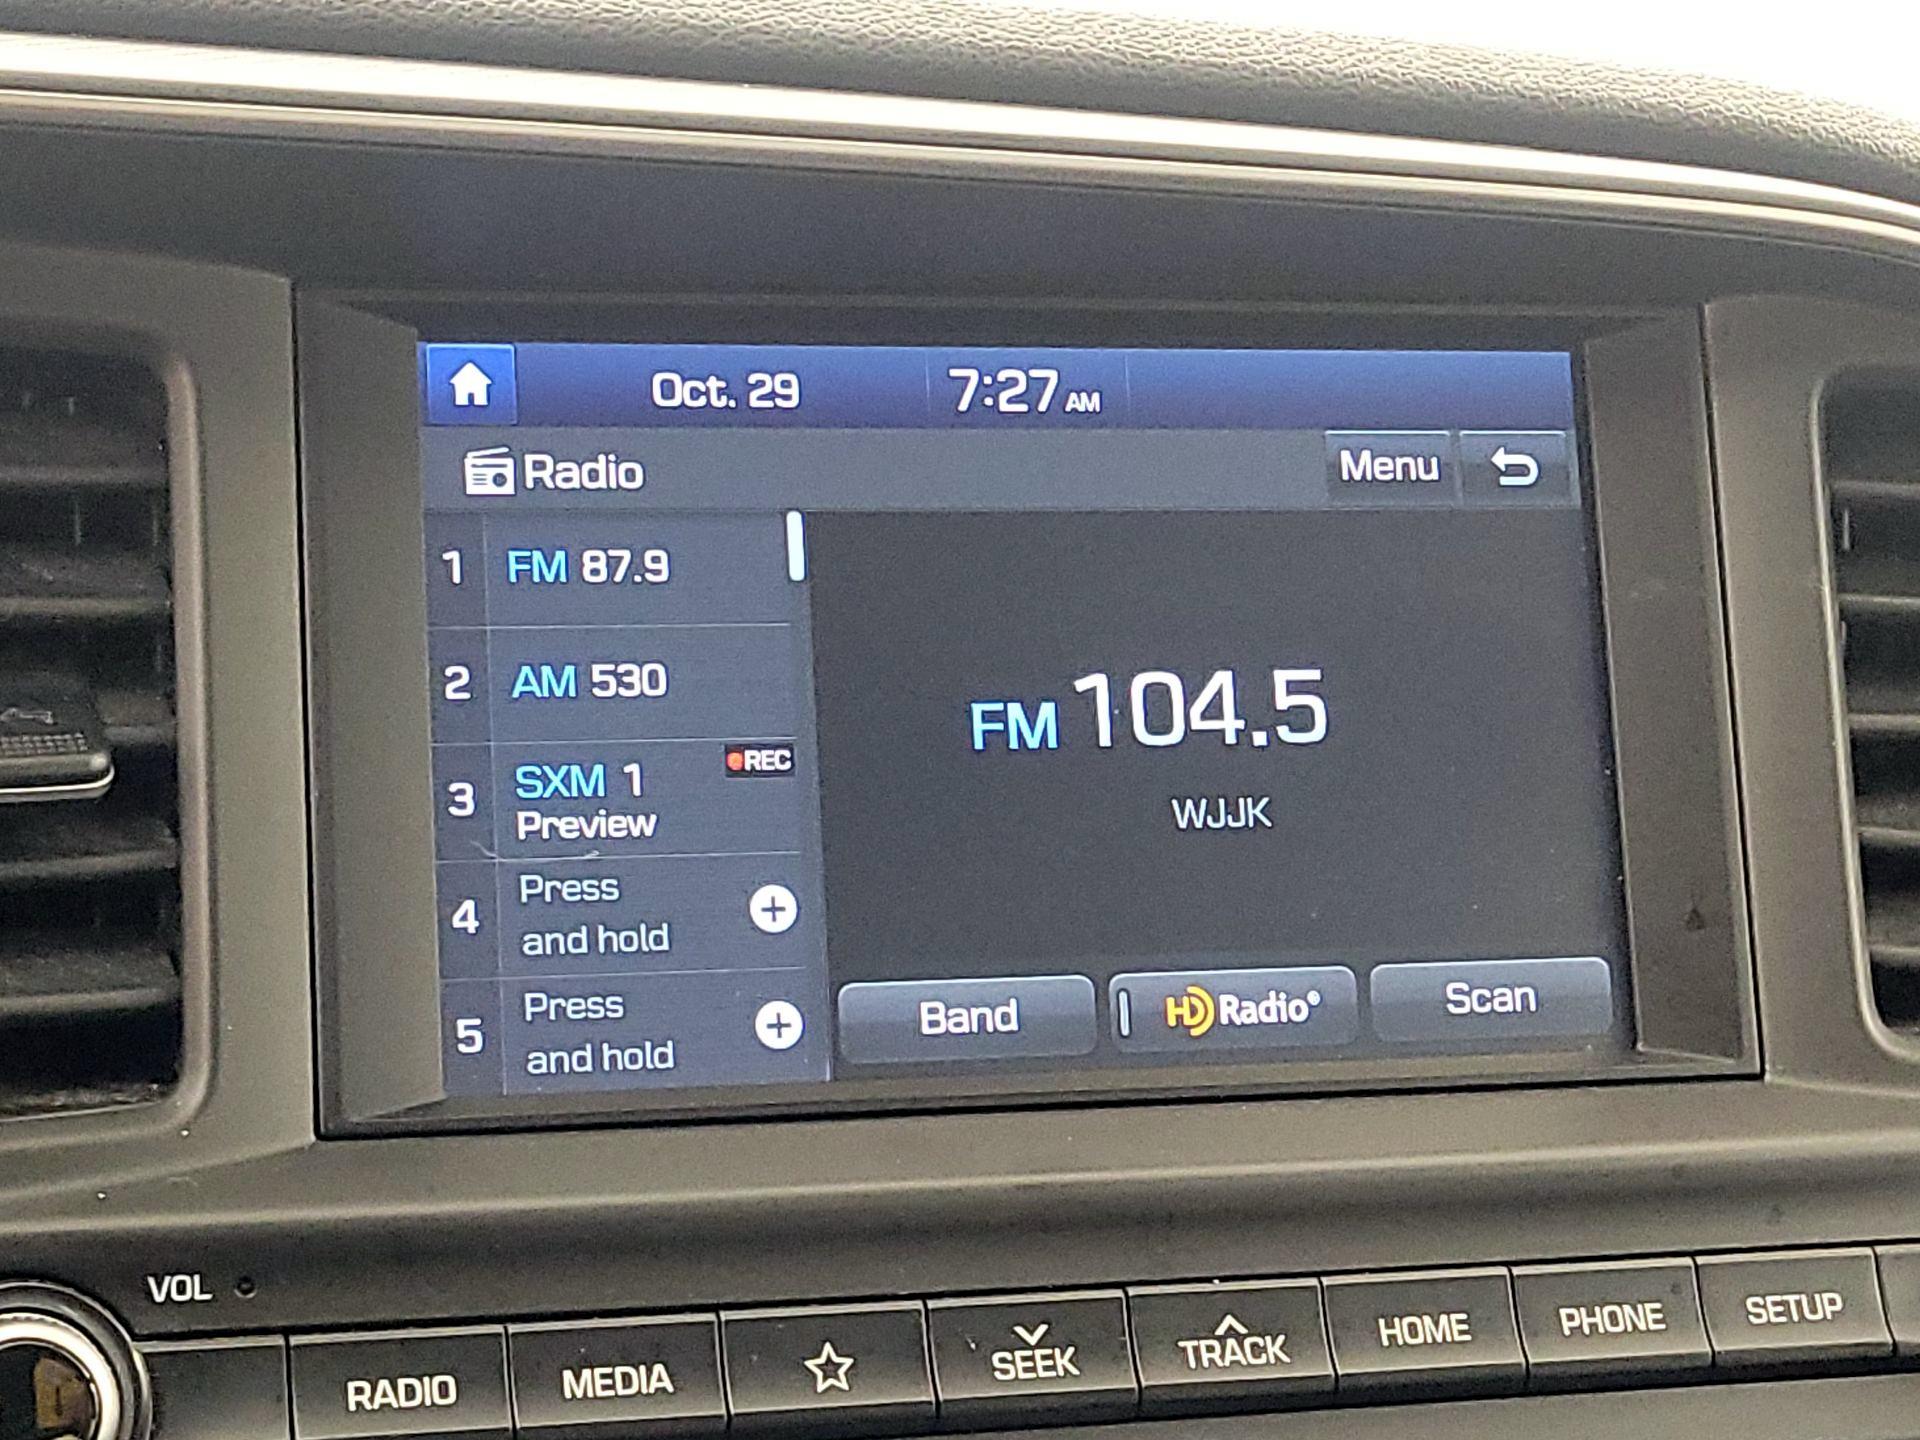 Oct. 29 7:27 AM
Radio Menu
1 FM 87.9
2 AM 530
3 SXM 1 REC
Preview
4 Press
and hold
5 Press
and hold
FM 104.5
WJJK
Band HD Radio® Scan
VOL
RADIO MEDIA SEEK TRACK HOME PHONE SETUP